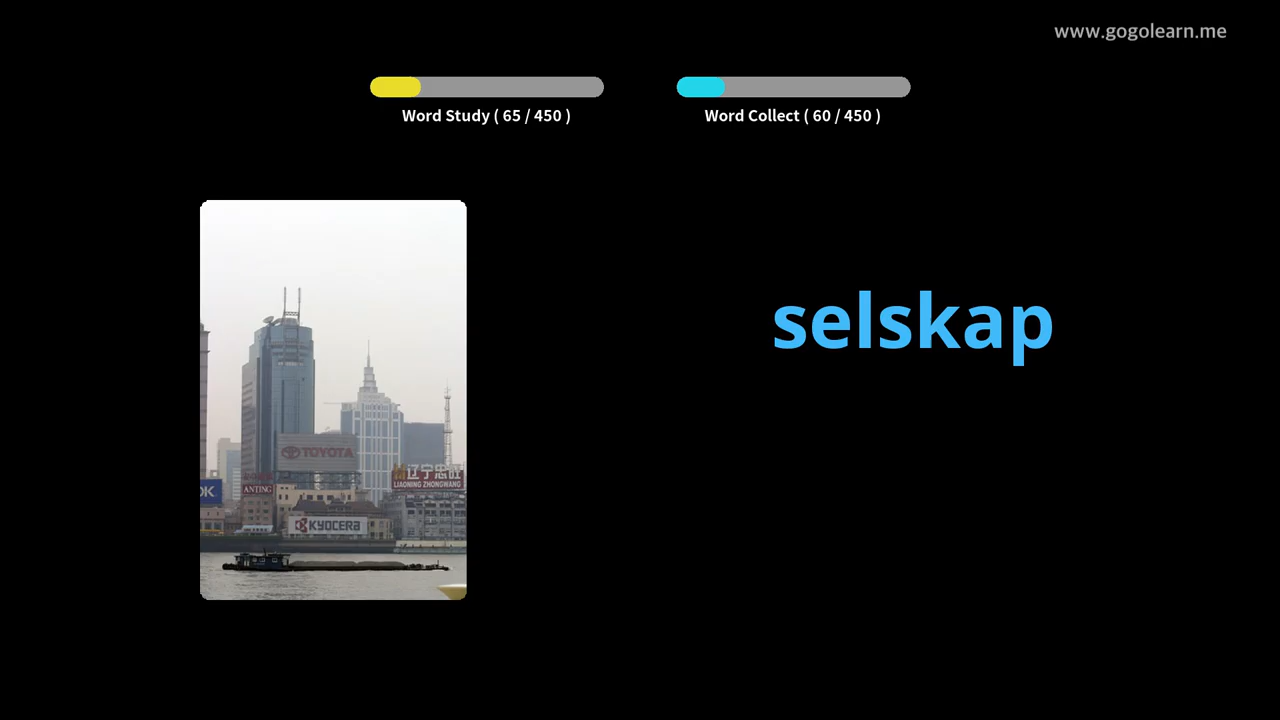 www.gogolearn.me
Word Study ( 65 / 450 )
Word Collect ( 60 / 450 )
selskap
TOYOTA
辽宁忠旺
LIAONING ZHONGWANG
ANTING
KYOCERA